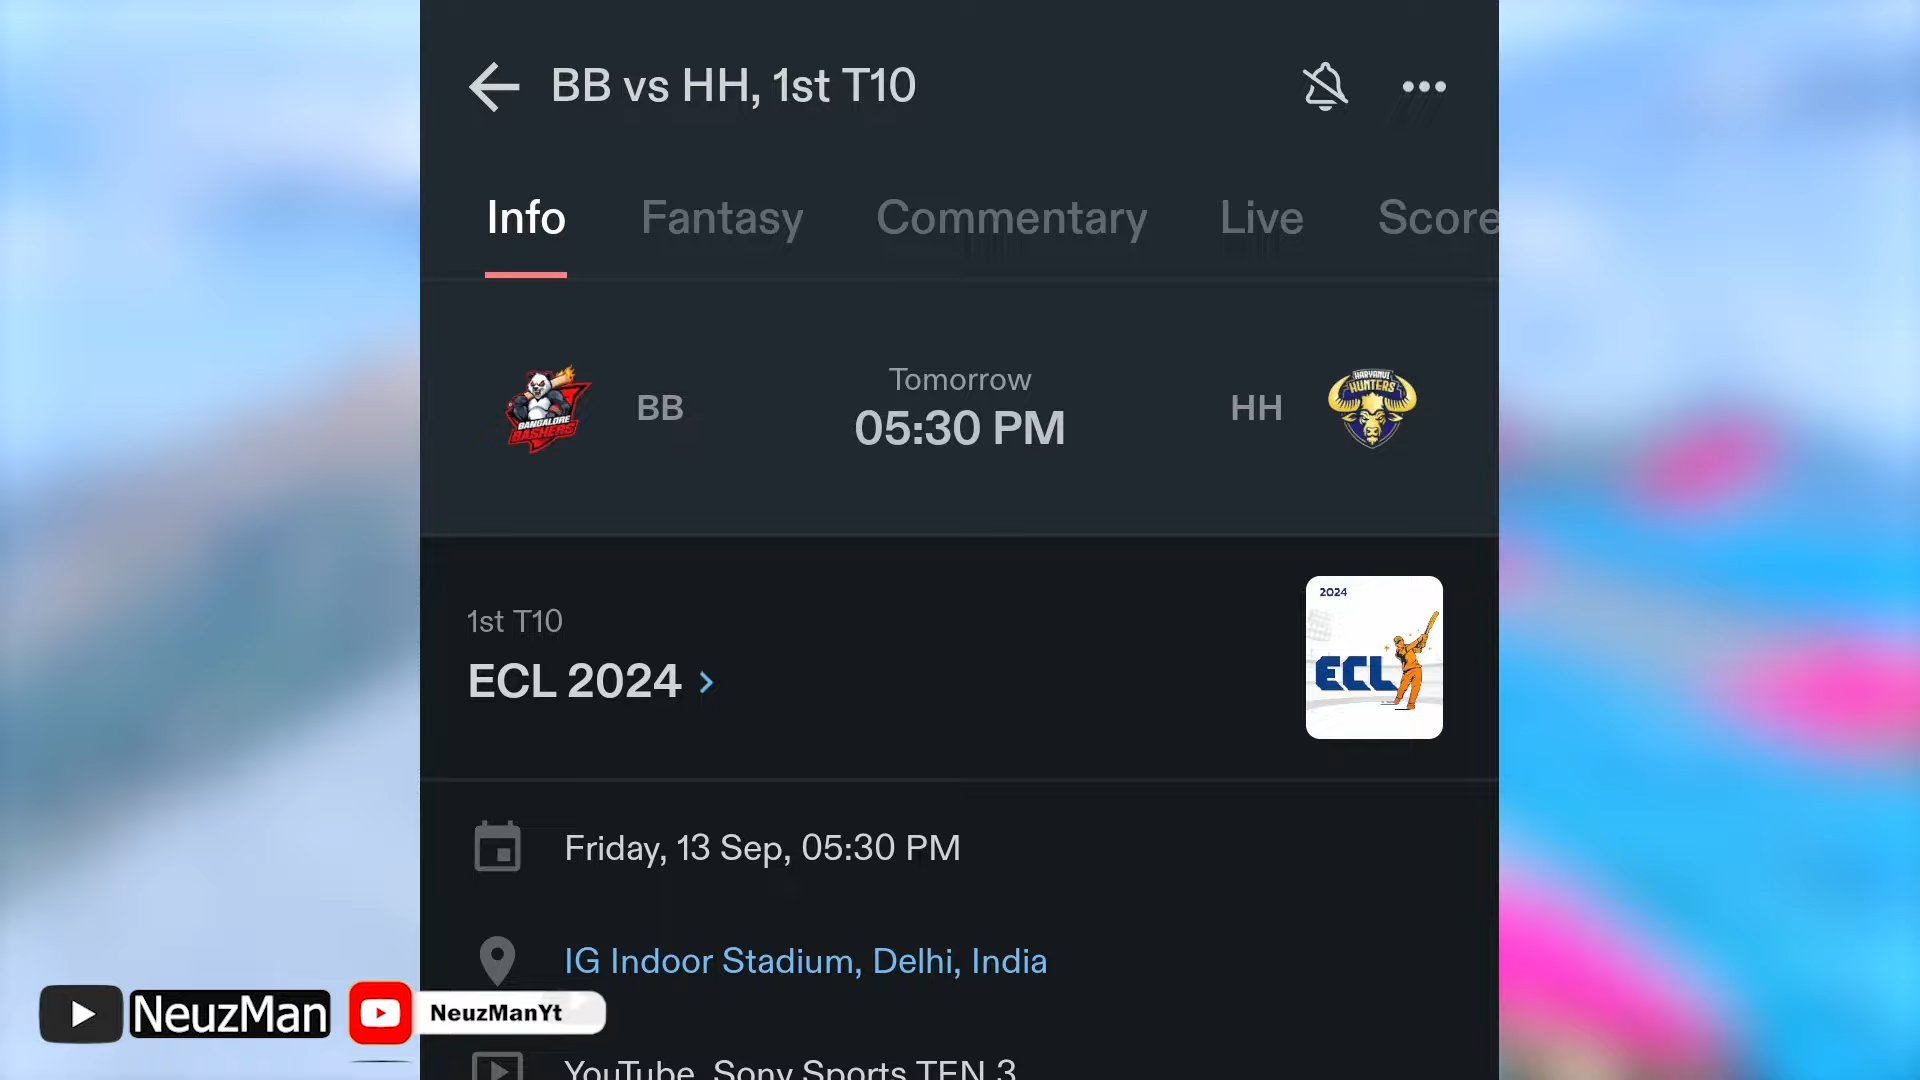 BB vs HH, 1st T10
Info Fantasy Commentary Live Score
BANGALORE
BASHERS
BB
Tomorrow
05:30 PM
HH
HARYANVI
HUNTERS
1st T10
ECL 2024
2024
ECL
Friday, 13 Sep, 05:30 PM
IG Indoor Stadium, Delhi, India
NeuzMan
NeuzManYt
YouTube, Sony Sports TEN 3